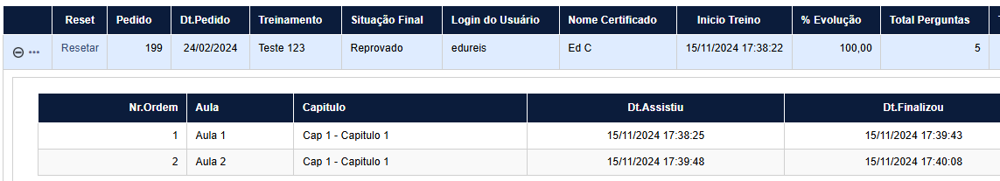 Reset Pedido Dt.Pedido Treinamento Situação Final Login do Usuário Nome Certificado Inicio Treino % Evolução Total Perguntas
Resetar 199 24/02/2024 Teste 123 Reprovado edureis Ed C 15/11/2024 17:38:22 100,00 5
Nr.Ordem Aula Capitulo Dt.Assistiu Dt.Finalizou
1 Aula 1 Cap 1 - Capitulo 1 15/11/2024 17:38:25 15/11/2024 17:39:43
2 Aula 2 Cap 1 - Capitulo 1 15/11/2024 17:39:48 15/11/2024 17:40:08